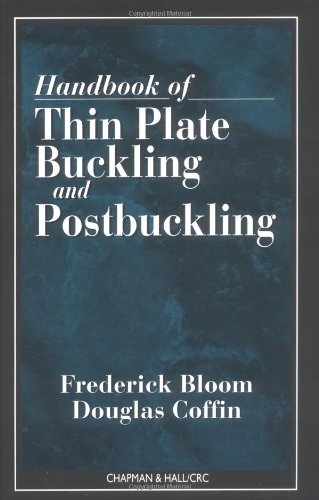 Handbook of
Thin Plate
Buckling
and
Postbuckling
Frederick Bloom
Douglas Coffin
CHAPMAN & HALL/CRC